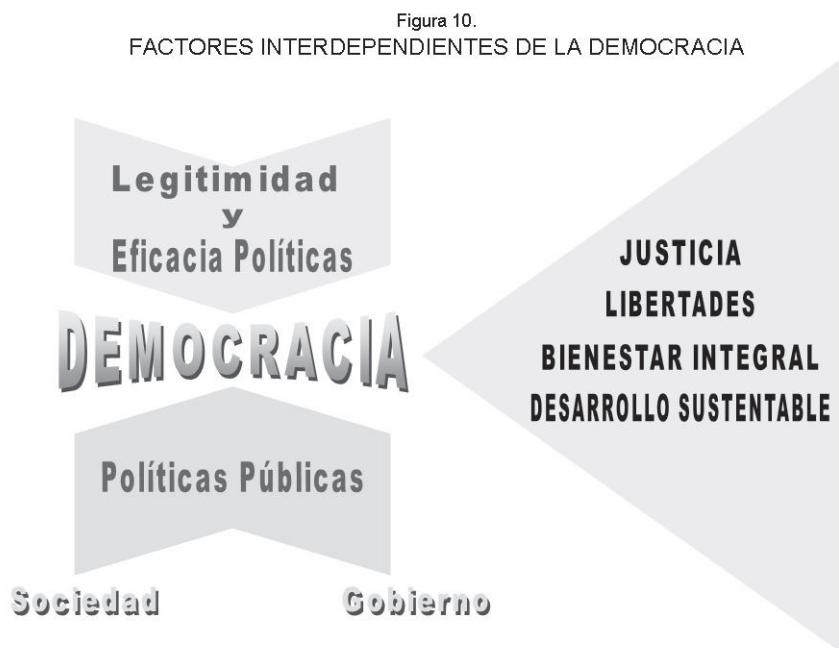 Figura 10.
FACTORES INTERDEPENDIENTES DE LA DEMOCRACIA
Legitimidad
y
Eficacia Políticas
DEMOCRACIA
Políticas Públicas
Sociedad
Gobierno
JUSTICIA
LIBERTADES
BIENESTAR INTEGRAL
DESARROLLO SUSTENTABLE